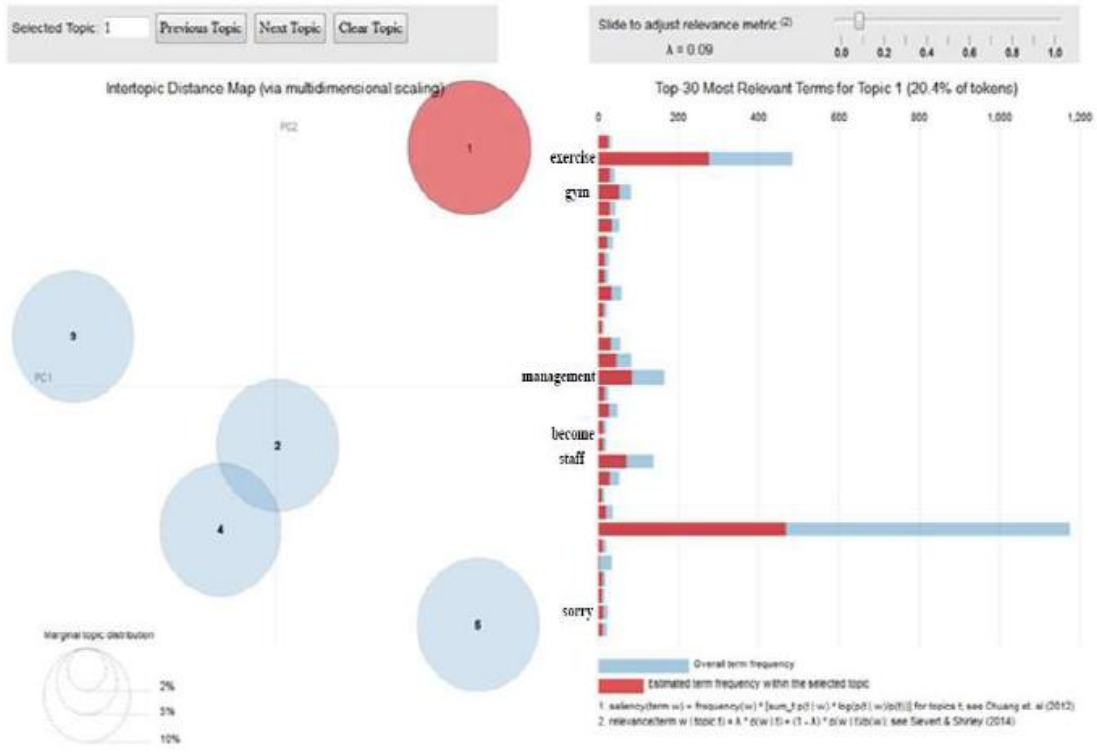 Selected Topic: 1
Previous Topic
Next Topic
Clear Topic
Slide to adjust relevance metric (2)
λ = 0.09
0.0 0.2 0.4 0.6 0.8 1.0
Intertopic Distance Map (via multidimensional scaling)
PC2
PC1
1
3
2
4
5
Marginal topic distribution
2%
5%
10%
Top-30 Most Relevant Terms for Topic 1 (20.4% of tokens)
0 200 400 600 800 1,000 1,200
exercise
gym
management
become
staff
sorry
Overall term frequency
Estimated term frequency within the selected topic
1. saliency(term w) = frequency(w) * [sum_t p(t | w) * log(p(t | w)/p(t))] for topics t; see Chuang et. al (2012)
2. relevance(term w | topic t) = λ * p(w | t) + (1 - λ) * p(w | t)/p(w); see Sievert & Shirley (2014)